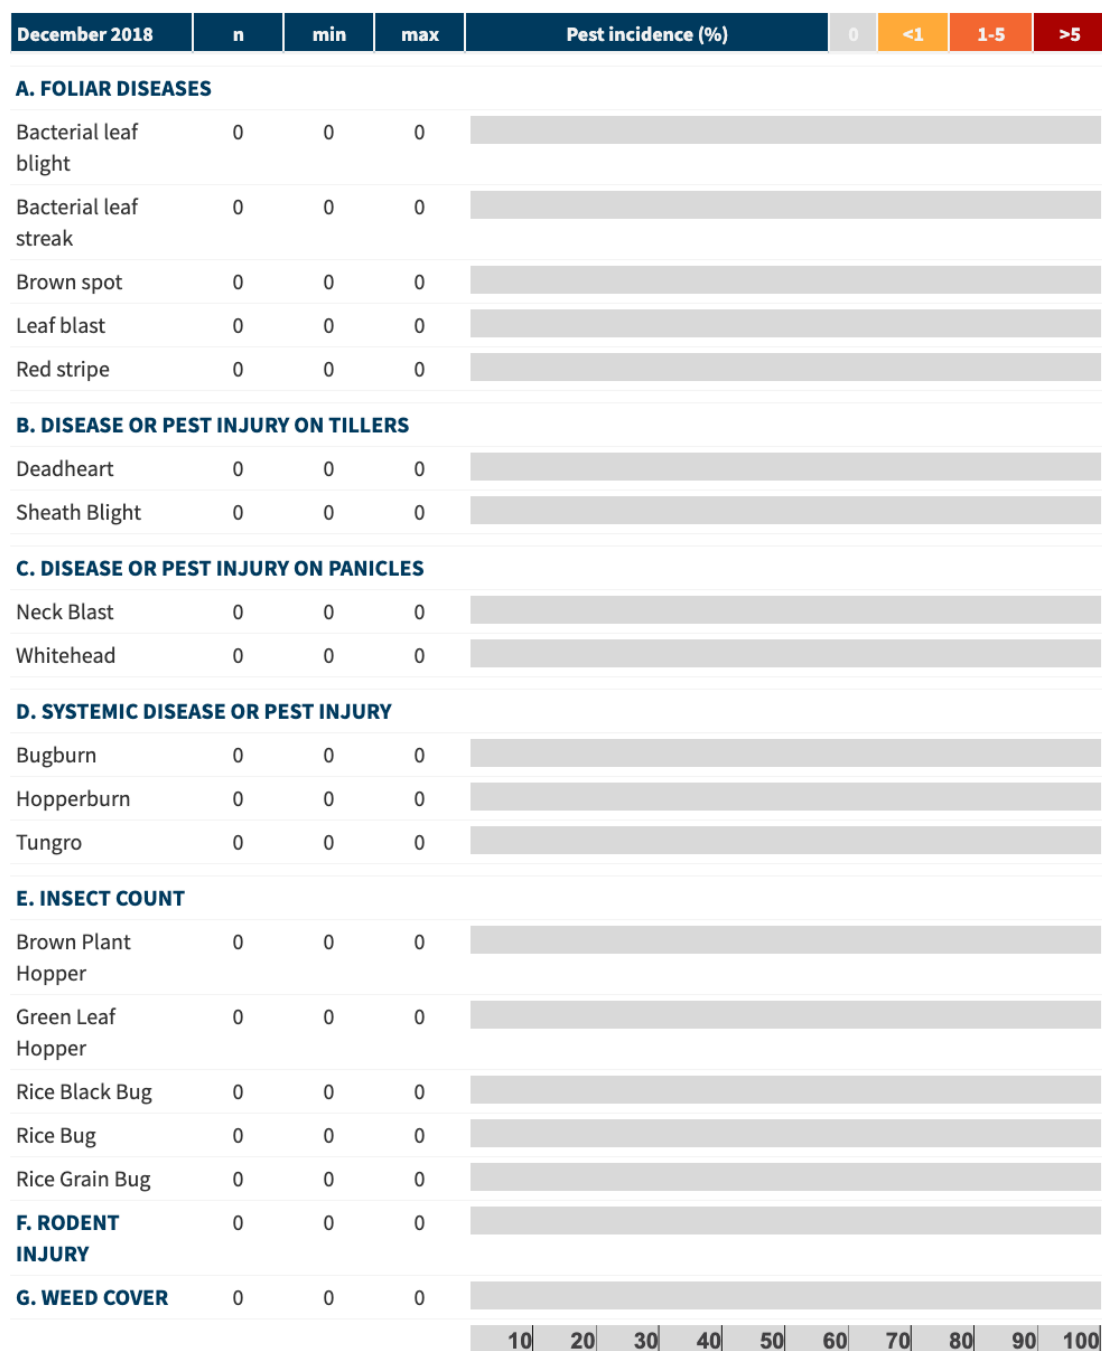 December 2018 n min max Pest incidence (%) 0 <1 1-5 >5
A. FOLIAR DISEASES
Bacterial leaf 0 0 0
blight
Bacterial leaf 0 0 0
streak
Brown spot 0 0 0
Leaf blast 0 0 0
Red stripe 0 0 0
B. DISEASE OR PEST INJURY ON TILLERS
Deadheart 0 0 0
Sheath Blight 0 0 0
C. DISEASE OR PEST INJURY ON PANICLES
Neck Blast 0 0 0
Whitehead 0 0 0
D. SYSTEMIC DISEASE OR PEST INJURY
Bugburn 0 0 0
Hopperburn 0 0 0
Tungro 0 0 0
E. INSECT COUNT
Brown Plant 0 0 0
Hopper
Green Leaf 0 0 0
Hopper
Rice Black Bug 0 0 0
Rice Bug 0 0 0
Rice Grain Bug 0 0 0
F. RODENT 0 0 0
INJURY
G. WEED COVER 0 0 0
10 20 30 40 50 60 70 80 90 100